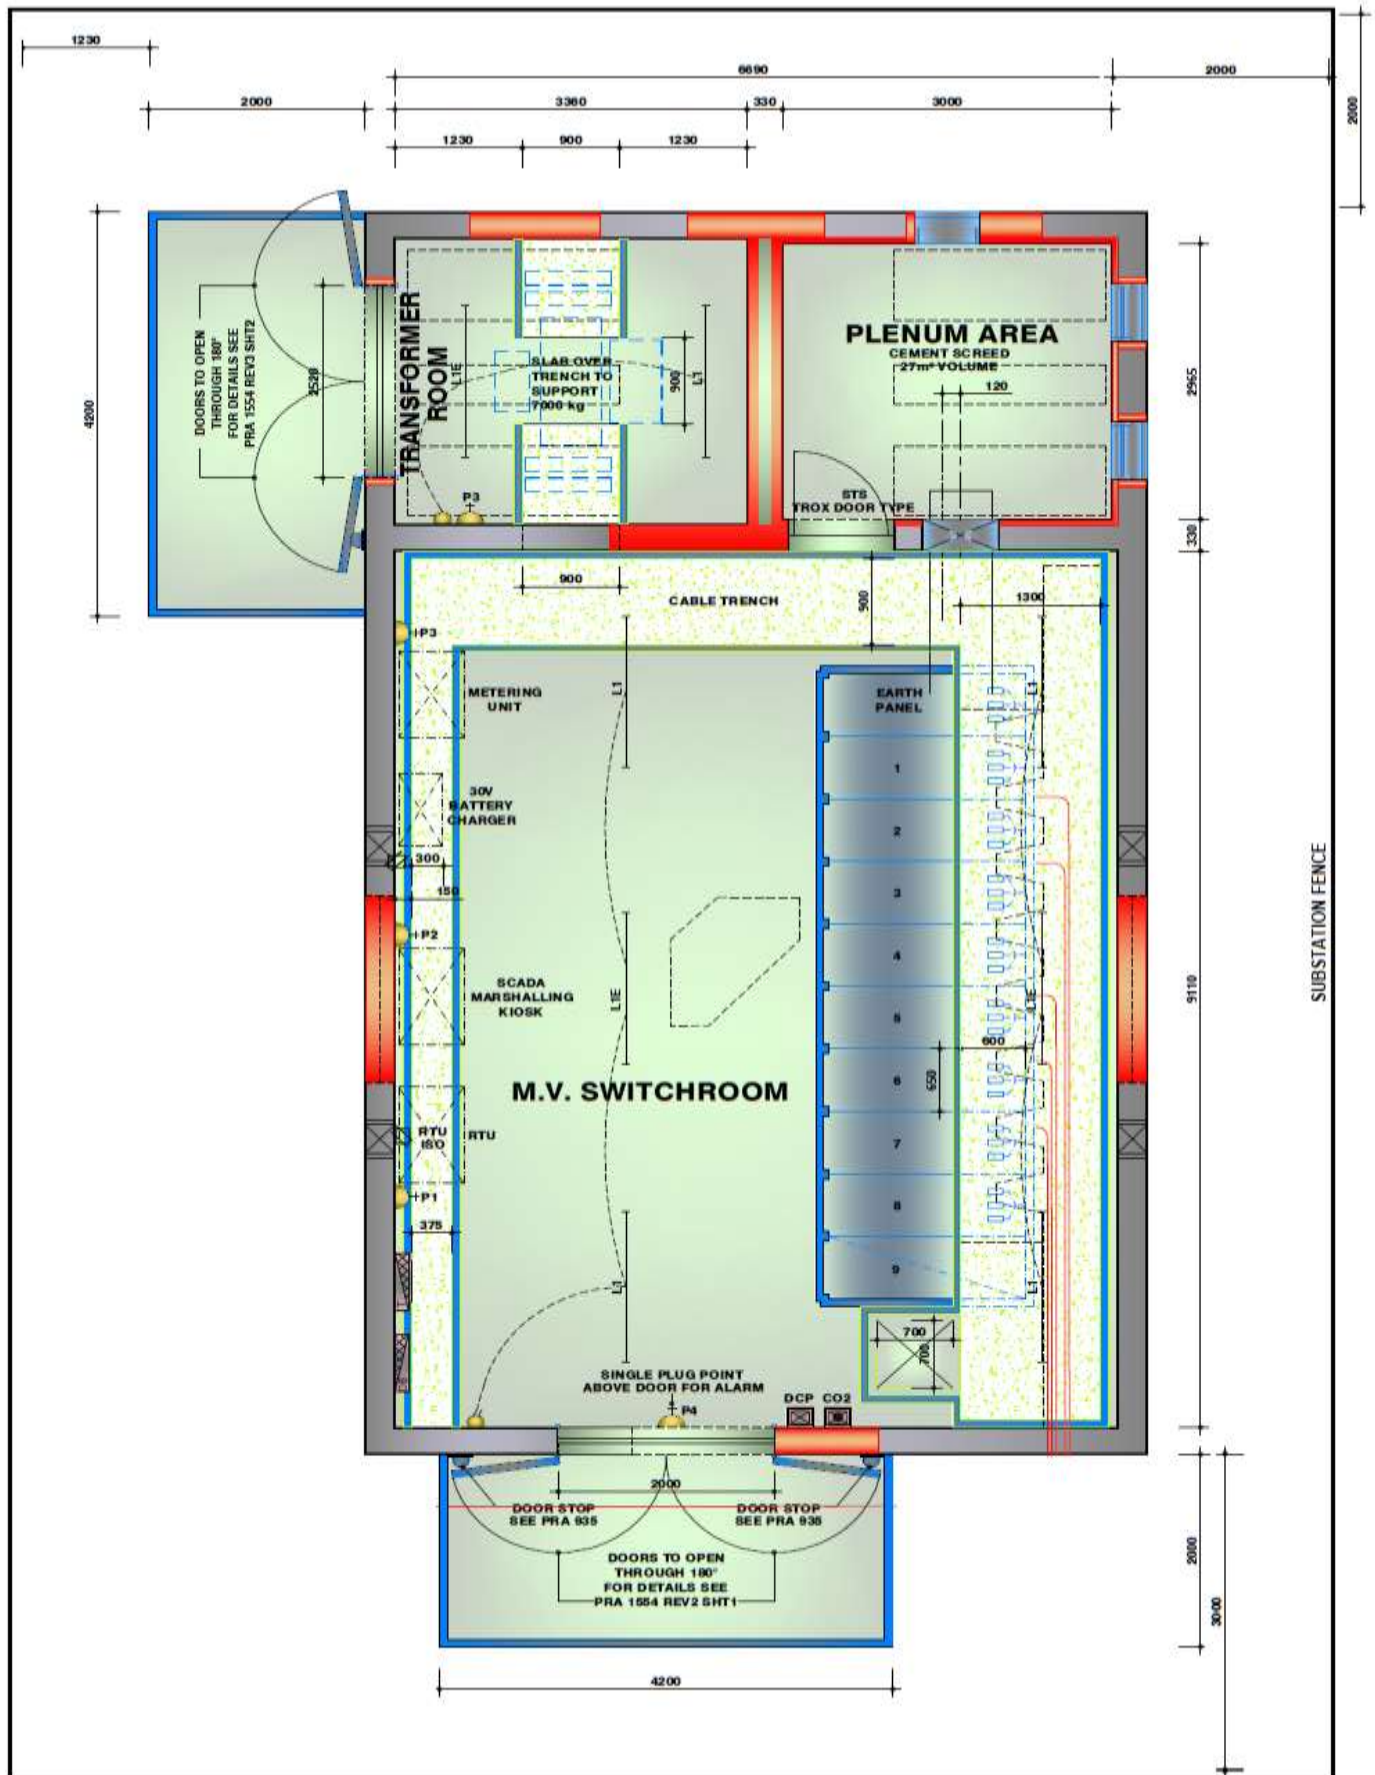 1230
6690
2000
2000
3360
330
3000
1230
900
1230
2000
4200
DOORS TO OPEN
THROUGH 180°
FOR DETAILS SEE
PRA 1554 REV3 SHT2
2520
TRANSFORMER
ROOM
L1E
SLAB OVER
TRENCH TO
SUPPORT
7000 kg
900
L1
P3
PLENUM AREA
CEMENT SCREED
27m³ VOLUME
120
STS
TROX DOOR TYPE
2965
330
900
CABLE TRENCH
900
1300
P3
METERING
UNIT
L1
EARTH
PANEL
L1
1
30V
BATTERY
CHARGER
2
300
150
3
P2
4
SCADA
MARSHALLING
KIOSK
L1E
5
L1E
9110
SUBSTATION FENCE
600
650
6
M.V. SWITCHROOM
RTU
ISO
RTU
7
P1
8
375
9
L1
L1
700
700
SINGLE PLUG POINT
ABOVE DOOR FOR ALARM
P4
DCP CO2
2000
DOOR STOP
SEE PRA 935
DOOR STOP
SEE PRA 935
DOORS TO OPEN
THROUGH 180°
FOR DETAILS SEE
PRA 1554 REV2 SHT1
2000
3000
4200